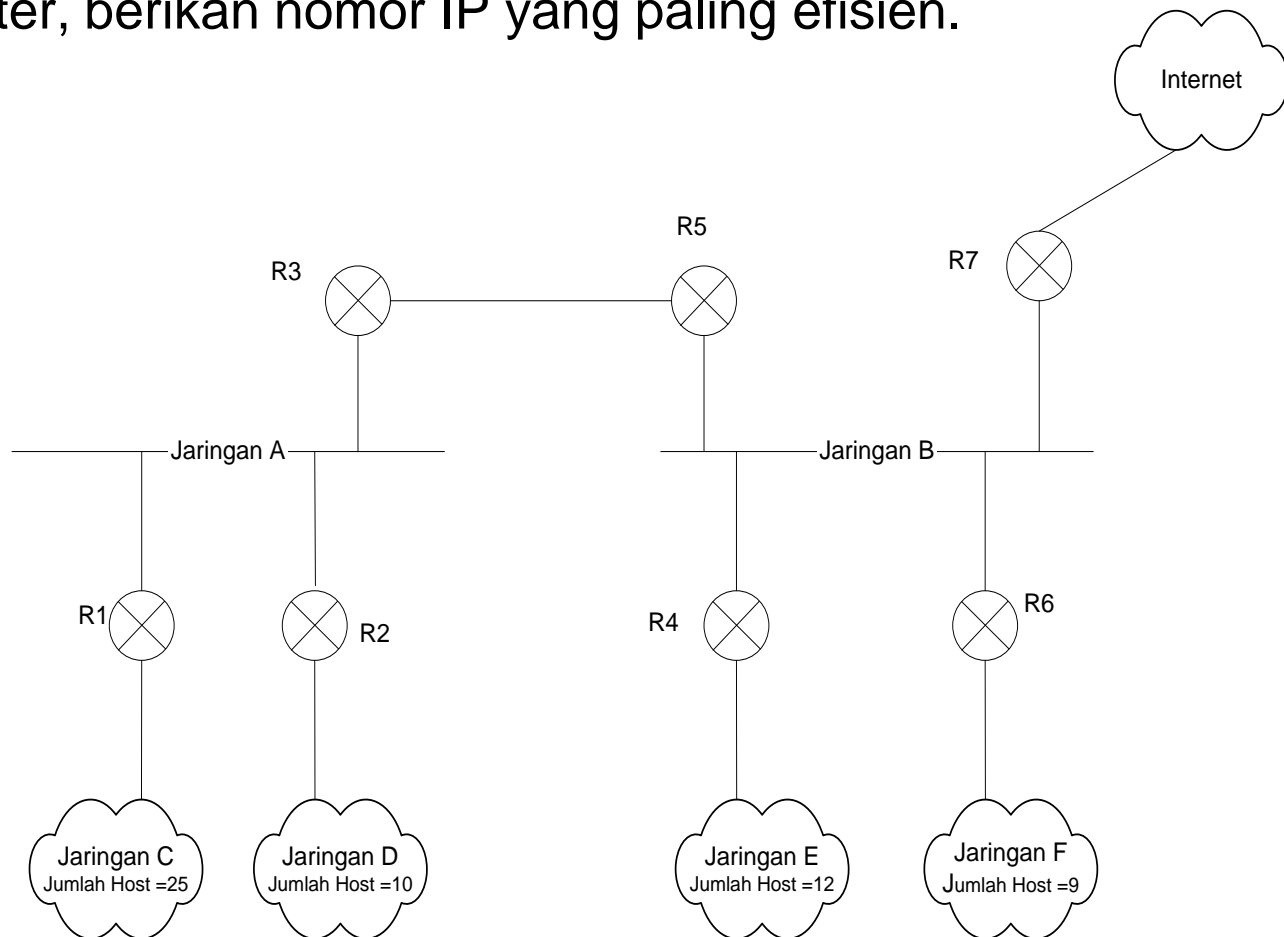 ter, berikan nomor IP yang paling efisien.
Internet
R5
R3
R7
Jaringan A
Jaringan B
R1
R2
R4
R6
Jaringan C
Jumlah Host =25
Jaringan D
Jumlah Host =10
Jaringan E
Jumlah Host =12
Jaringan F
Jumlah Host =9